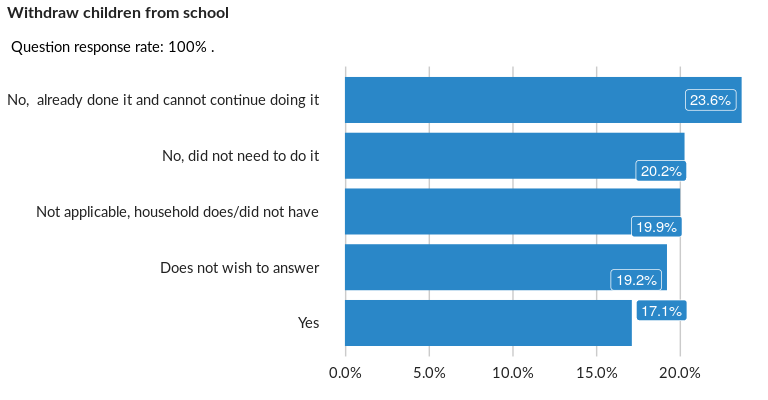 Withdraw children from school
Question response rate: 100% .
No,  already done it and cannot continue doing it
23.6%
No, did not need to do it
20.2%
Not applicable, household does/did not have
19.9%
Does not wish to answer
19.2%
Yes
17.1%
0.0% 5.0% 10.0% 15.0% 20.0%